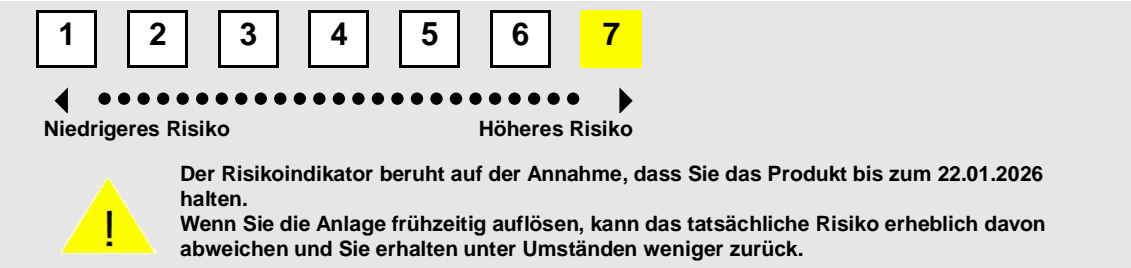 1 2 3 4 5 6 7
Niedrigeres Risiko Höheres Risiko
Der Risikoindikator beruht auf der Annahme, dass Sie das Produkt bis zum 22.01.2026
halten.
Wenn Sie die Anlage frühzeitig auflösen, kann das tatsächliche Risiko erheblich davon
abweichen und Sie erhalten unter Umständen weniger zurück.
!